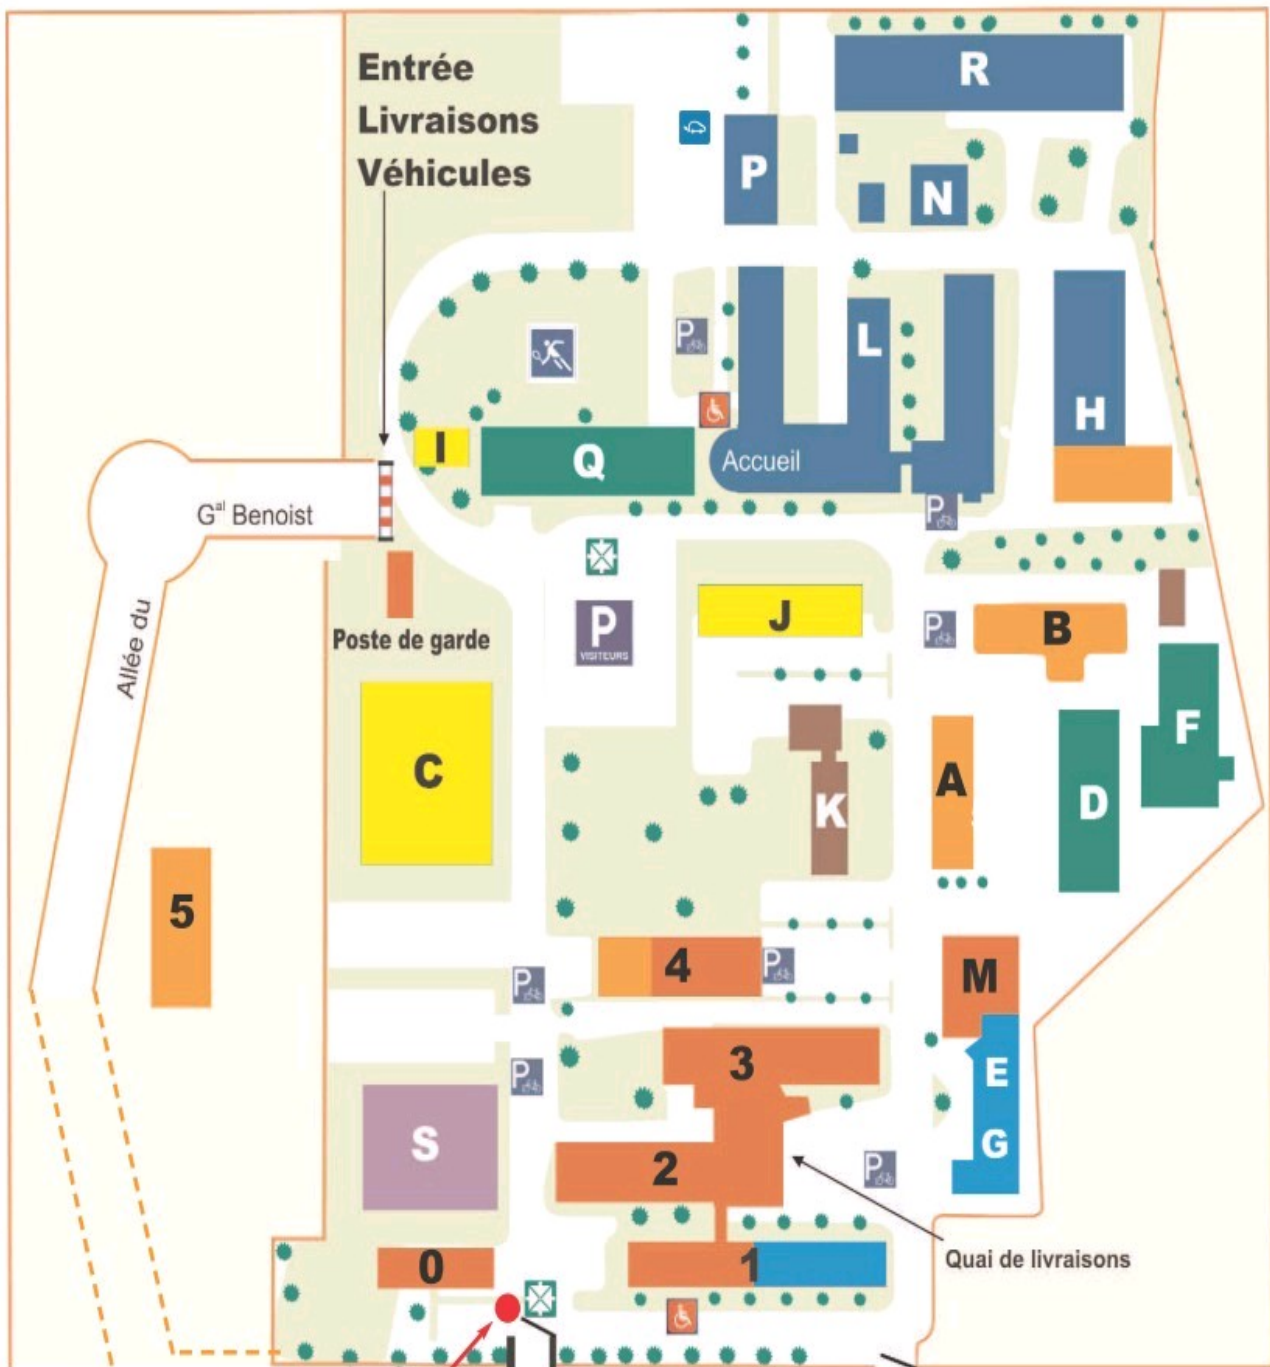 Entrée
Livraisons
Véhicules
R
P
N
P
L
H
I
Q
Accueil
P
Gal Benoist
Allée du
Poste de garde
P
VISITEURS
J
P
B
F
C
A
D
K
5
4
P
P
M
3
P
E
S
2
G
P
0
1
Quai de livraisons